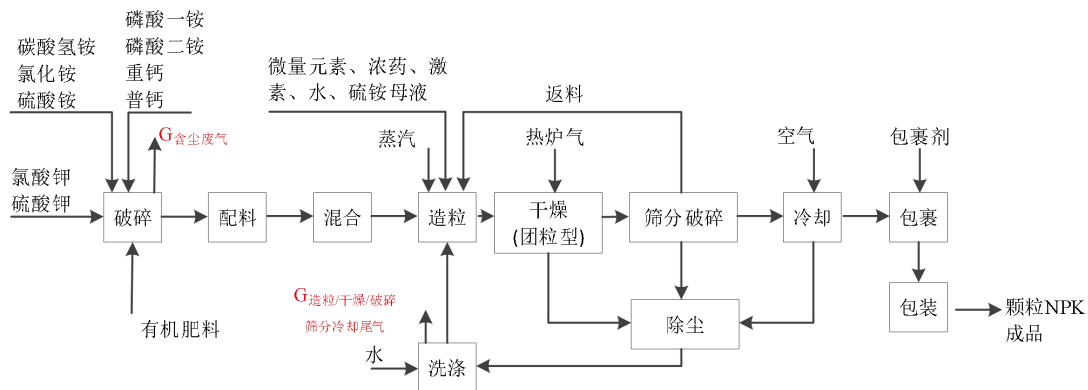 碳酸氢铵
氯化铵
硫酸铵
磷酸一铵
磷酸二铵
重钙
普钙
G含尘废气
氯酸钾
硫酸钾
微量元素、浓药、激
素、水、硫铵母液
返料
蒸汽
热炉气
空气
包裹剂
破碎
配料
混合
造粒
干燥
(团粒型)
筛分破碎
冷却
包裹
有机肥料
G造粒/干燥/破碎
筛分冷却尾气
除尘
包装
颗粒NPK
成品
水
洗涤